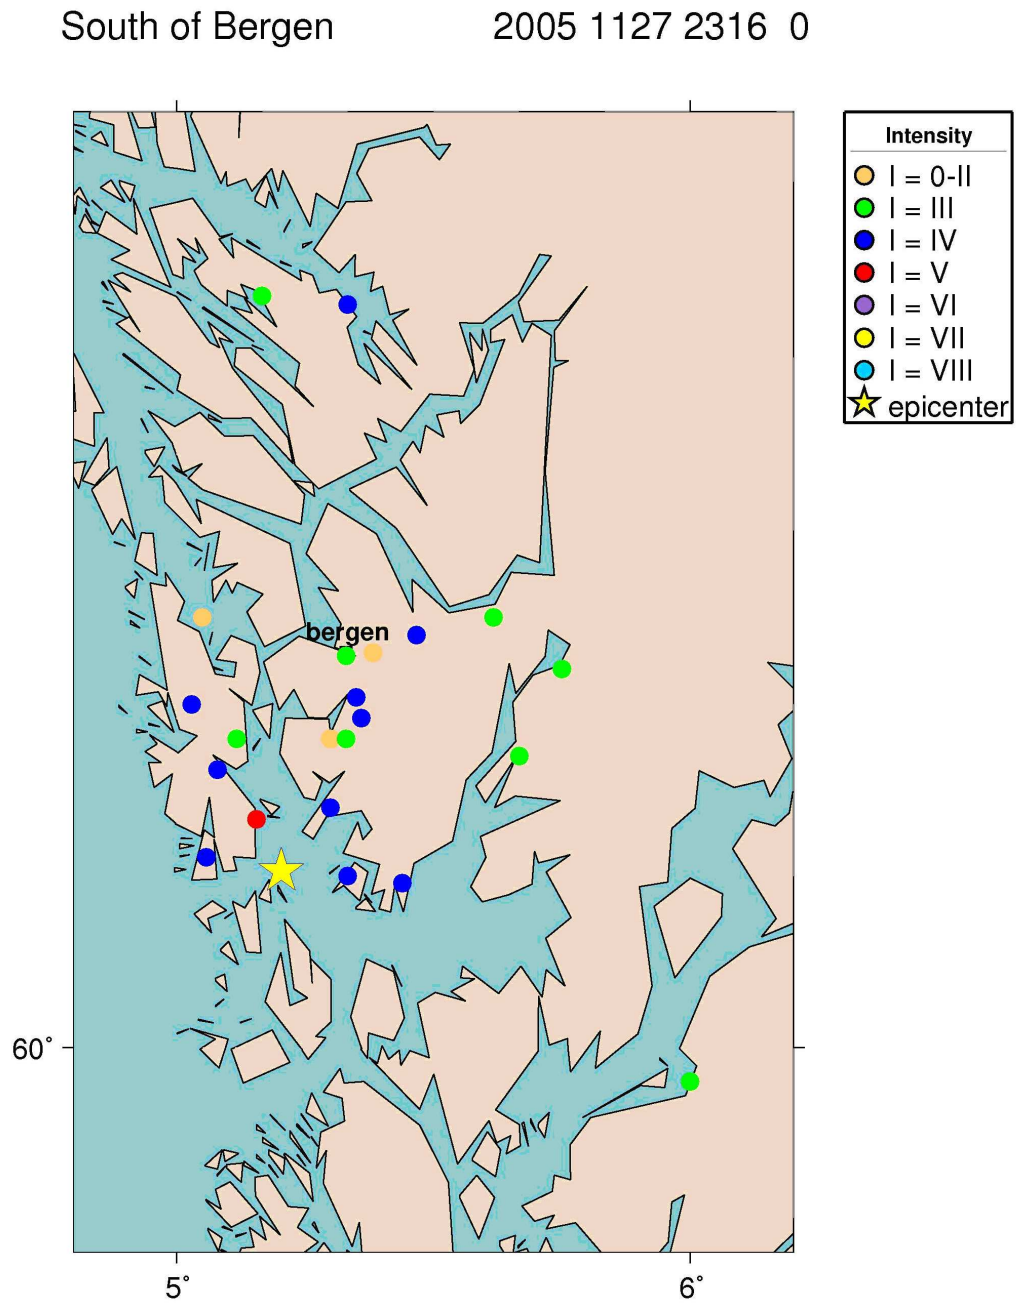 South of Bergen 2005 1127 2316 0
Intensity
I = 0-II
I = III
I = IV
I = V
I = VI
I = VII
I = VIII
epicenter
bergen
60°
5° 6°